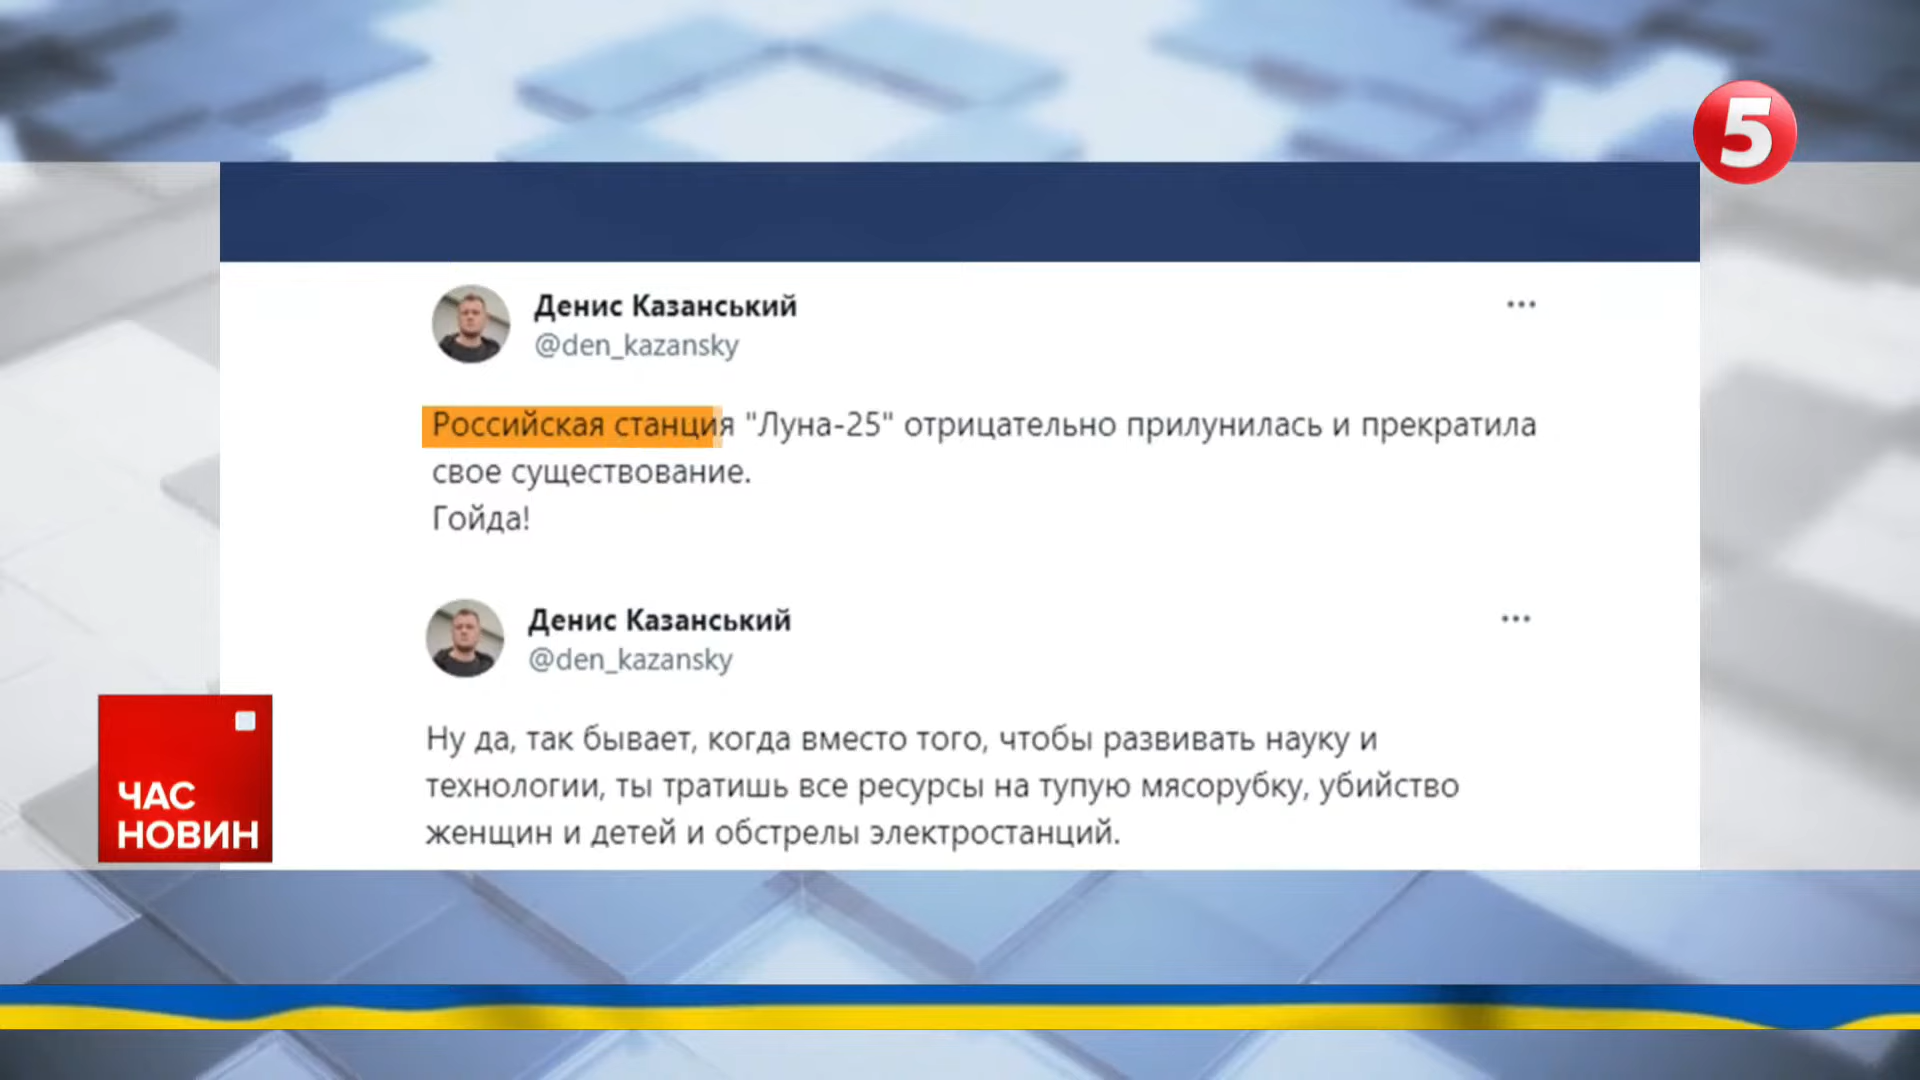 5
Денис Казанський
@den_kazansky
Российская станция "Луна-25" отрицательно прилунилась и прекратила
свое существование.
Гойда!
Денис Казанський
@den_kazansky
Ну да, так бывает, когда вместо того, чтобы развивать науку и
технологии, ты тратишь все ресурсы на тупую мясорубку, убийство
женщин и детей и обстрелы электростанций.
ЧАС
НОВИН